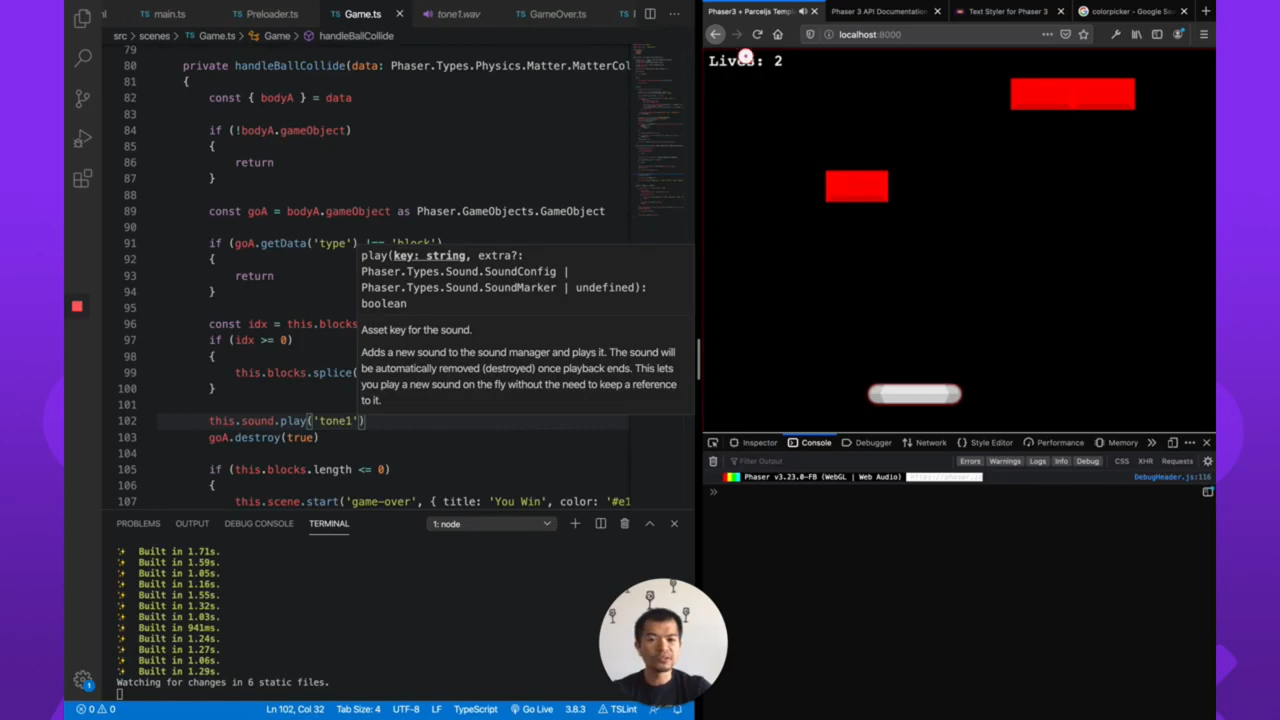 main.ts
Preloader.ts
Game.ts
tone1.wav
GameOver.ts
src > scenes > Game.ts > Game > handleBallCollide
79
80 private handleBallCollide(data: Phaser.Types.Physics.Matter.MatterCol
81 {
82 const { bodyA } = data
83
84 if (!bodyA.gameObject)
85 {
86 return
87 }
88
89 const goA = bodyA.gameObject as Phaser.GameObjects.GameObject
90
91 if (goA.getData('type') !== 'block')
92 {
93 return
94 }
95
96 const idx = this.blocks
97 if (idx >= 0)
98 {
99 this.blocks.splice(
100 }
101
102 this.sound.play('tone1')
103 goA.destroy(true)
104
105 if (this.blocks.length <= 0)
106 {
107 this.scene.start('game-over', { title: 'You Win', color: '#e1
play(key: string, extra?:
Phaser.Types.Sound.SoundConfig |
Phaser.Types.Sound.SoundMarker | undefined):
boolean
Asset key for the sound.
Adds a new sound to the sound manager and plays it. The sound will
be automatically removed (destroyed) once playback ends. This lets
you play a new sound on the fly without the need to keep a reference
to it.
PROBLEMS OUTPUT DEBUG CONSOLE TERMINAL 1: node
Built in 1.71s.
Built in 1.59s.
Built in 1.05s.
Built in 1.16s.
Built in 1.55s.
Built in 1.32s.
Built in 1.03s.
Built in 941ms.
Built in 1.24s.
Built in 1.27s.
Built in 1.06s.
Built in 1.29s.
Watching for changes in 6 static files.
1
0 0 Ln 102, Col 32 Tab Size: 4 UTF-8 LF TypeScript Go Live 3.8.3 TSLint
Phaser3 + Parceljs Templ
Phaser 3 API Documentation
Text Styler for Phaser 3
colorpicker - Google Sea
localhost:8000
Lives: 2
Inspector Console Debugger Network Style Editor Performance Memory
Filter Output Errors Warnings Logs Info Debug CSS XHR Requests
Phaser v3.23.0-FB (WebGL | Web Audio) DebugHeader.js:116